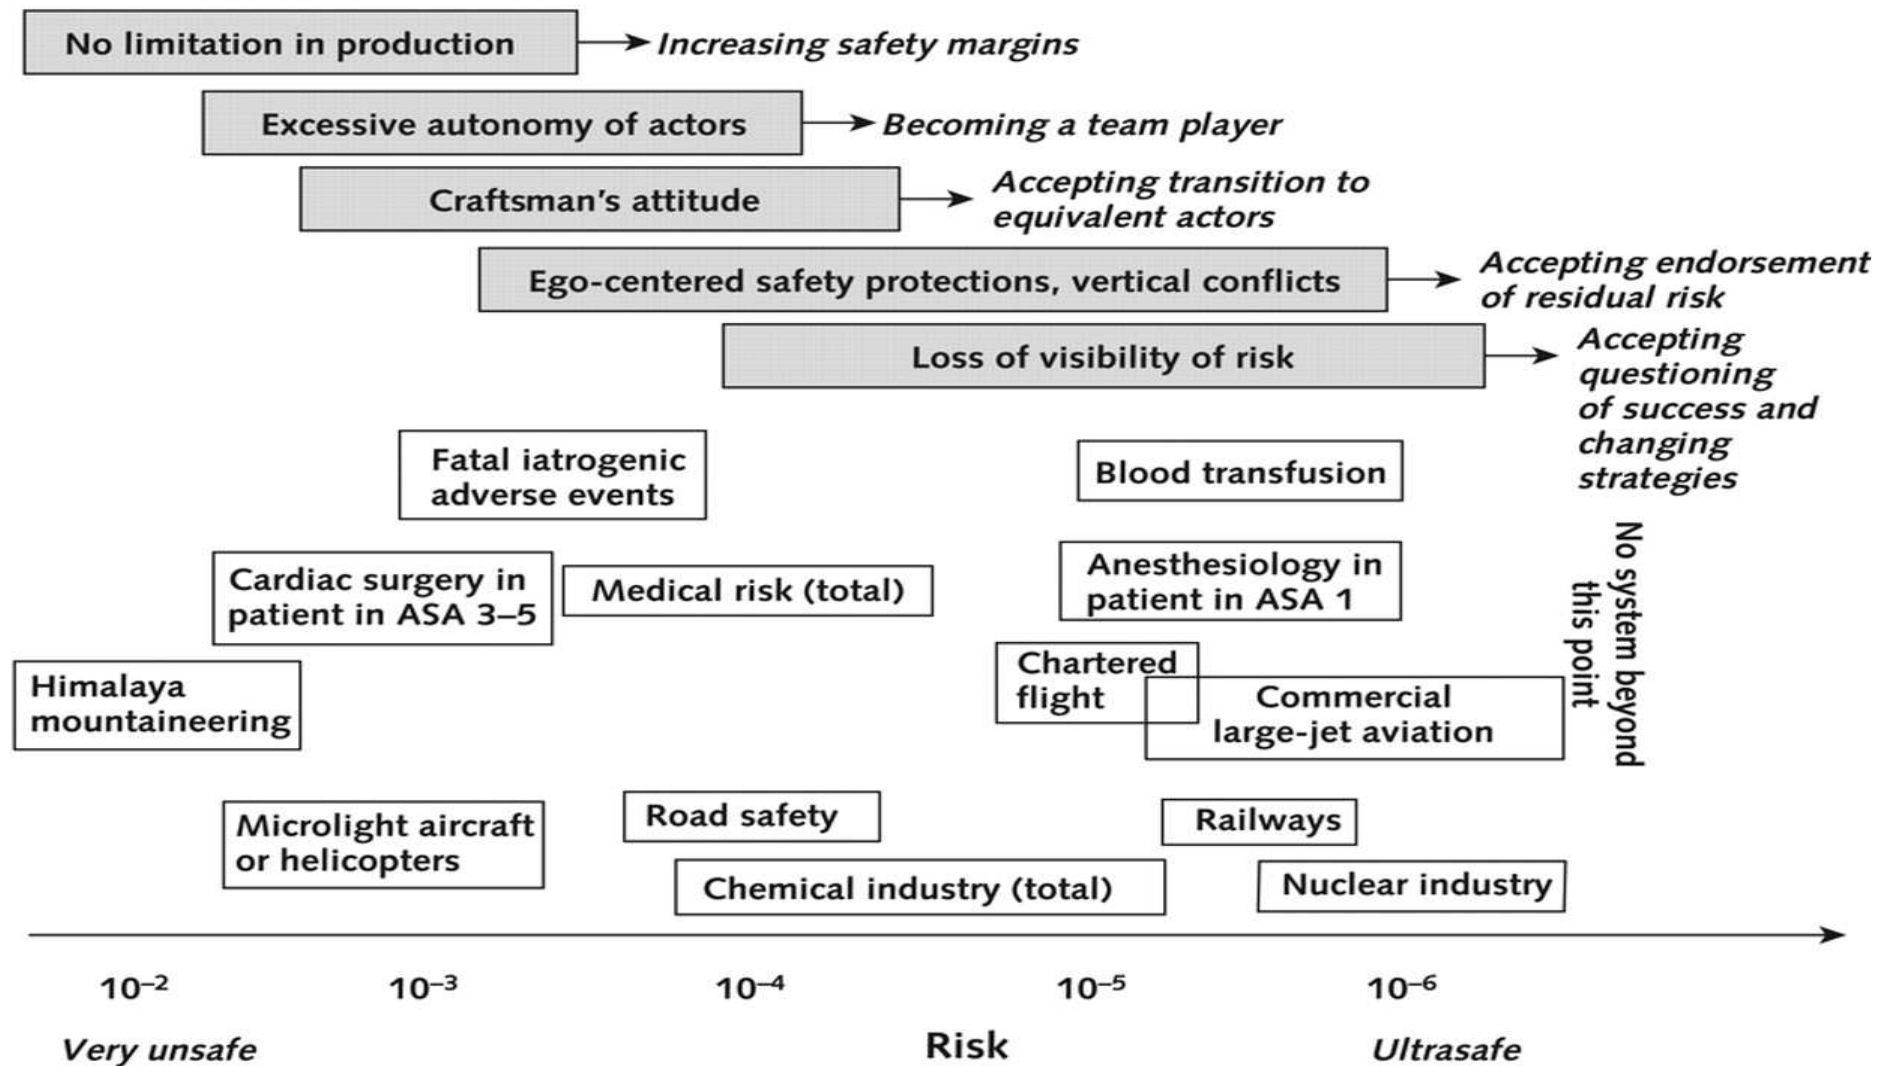 No limitation in production
Increasing safety margins
Excessive autonomy of actors
Becoming a team player
Craftsman’s attitude
Accepting transition to
equivalent actors
Ego-centered safety protections, vertical conflicts
Accepting endorsement
of residual risk
Loss of visibility of risk
Accepting
questioning
of success and
changing
strategies
Fatal iatrogenic
adverse events
Blood transfusion
Cardiac surgery in
patient in ASA 3–5
Medical risk (total)
Anesthesiology in
patient in ASA 1
No system beyond
this point
Himalaya
mountaineering
Chartered
flight
Commercial
large-jet aviation
Microlight aircraft
or helicopters
Road safety
Railways
Chemical industry (total)
Nuclear industry
10⁻² 10⁻³ 10⁻⁴ 10⁻⁵ 10⁻⁶
Very unsafe Risk Ultrasafe